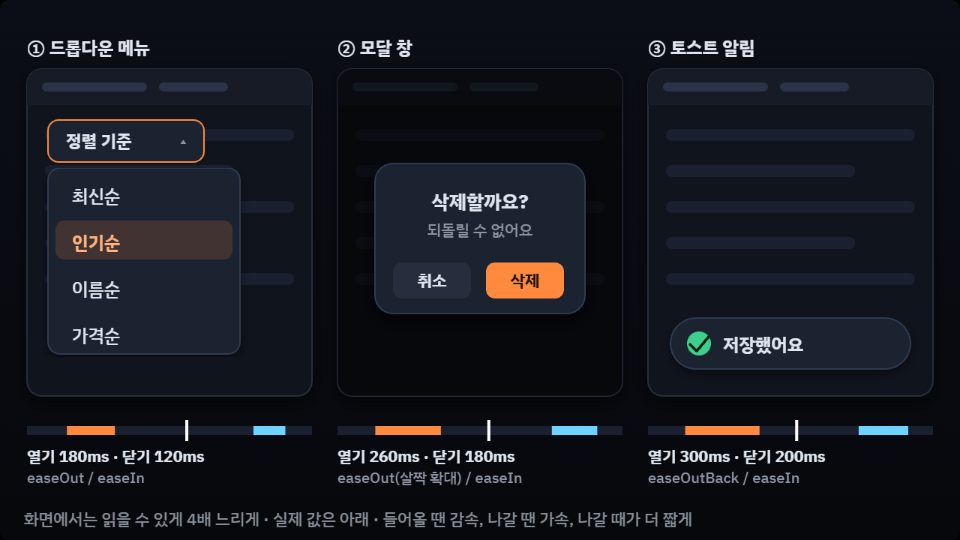 ① 드롭다운 메뉴
정렬 기준
최신순
인기순
이름순
가격순
열기 180ms · 닫기 120ms
easeOut / easeIn
② 모달 창
삭제할까요?
되돌릴 수 없어요
취소 삭제
열기 260ms · 닫기 180ms
easeOut(살짝 확대) / easeIn
③ 토스트 알림
저장했어요
열기 300ms · 닫기 200ms
easeOutBack / easeIn
화면에서는 읽을 수 있게 4배 느리게 · 실제 값은 아래 · 들어올 땐 감속, 나갈 땐 가속, 나갈 때가 더 짧게